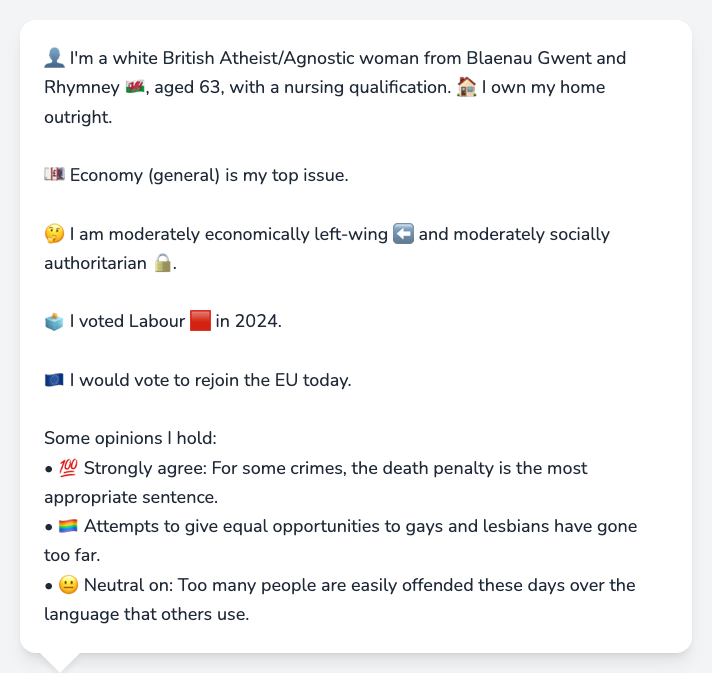 👤 I'm a white British Atheist/Agnostic woman from Blaenau Gwent and
Rhymney 🏴󠁧󠁢󠁷󠁬󠁳󠁿, aged 63, with a nursing qualification. 🏠 I own my home
outright.
💷 Economy (general) is my top issue.
🤔 I am moderately economically left-wing ⬅️ and moderately socially
authoritarian 🔒.
🗳️ I voted Labour 🟥 in 2024.
🇪🇺 I would vote to rejoin the EU today.
Some opinions I hold:
• 💯 Strongly agree: For some crimes, the death penalty is the most
appropriate sentence.
• 🏳️‍🌈 Attempts to give equal opportunities to gays and lesbians have gone
too far.
• 😐 Neutral on: Too many people are easily offended these days over the
language that others use.